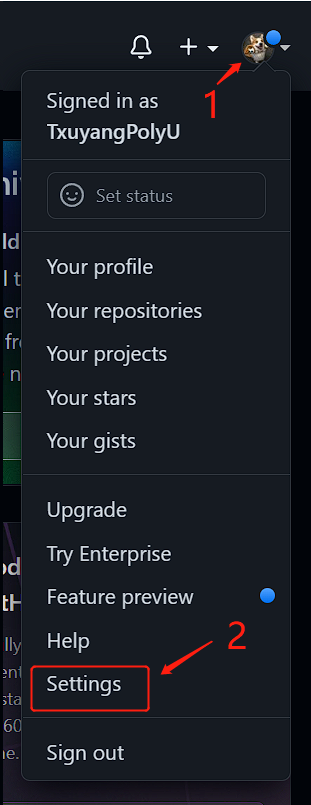 1
Signed in as
TxuyangPolyU
Set status
Your profile
Your repositories
Your projects
Your stars
Your gists
Upgrade
Try Enterprise
Feature preview
Help
2
Settings
Sign out